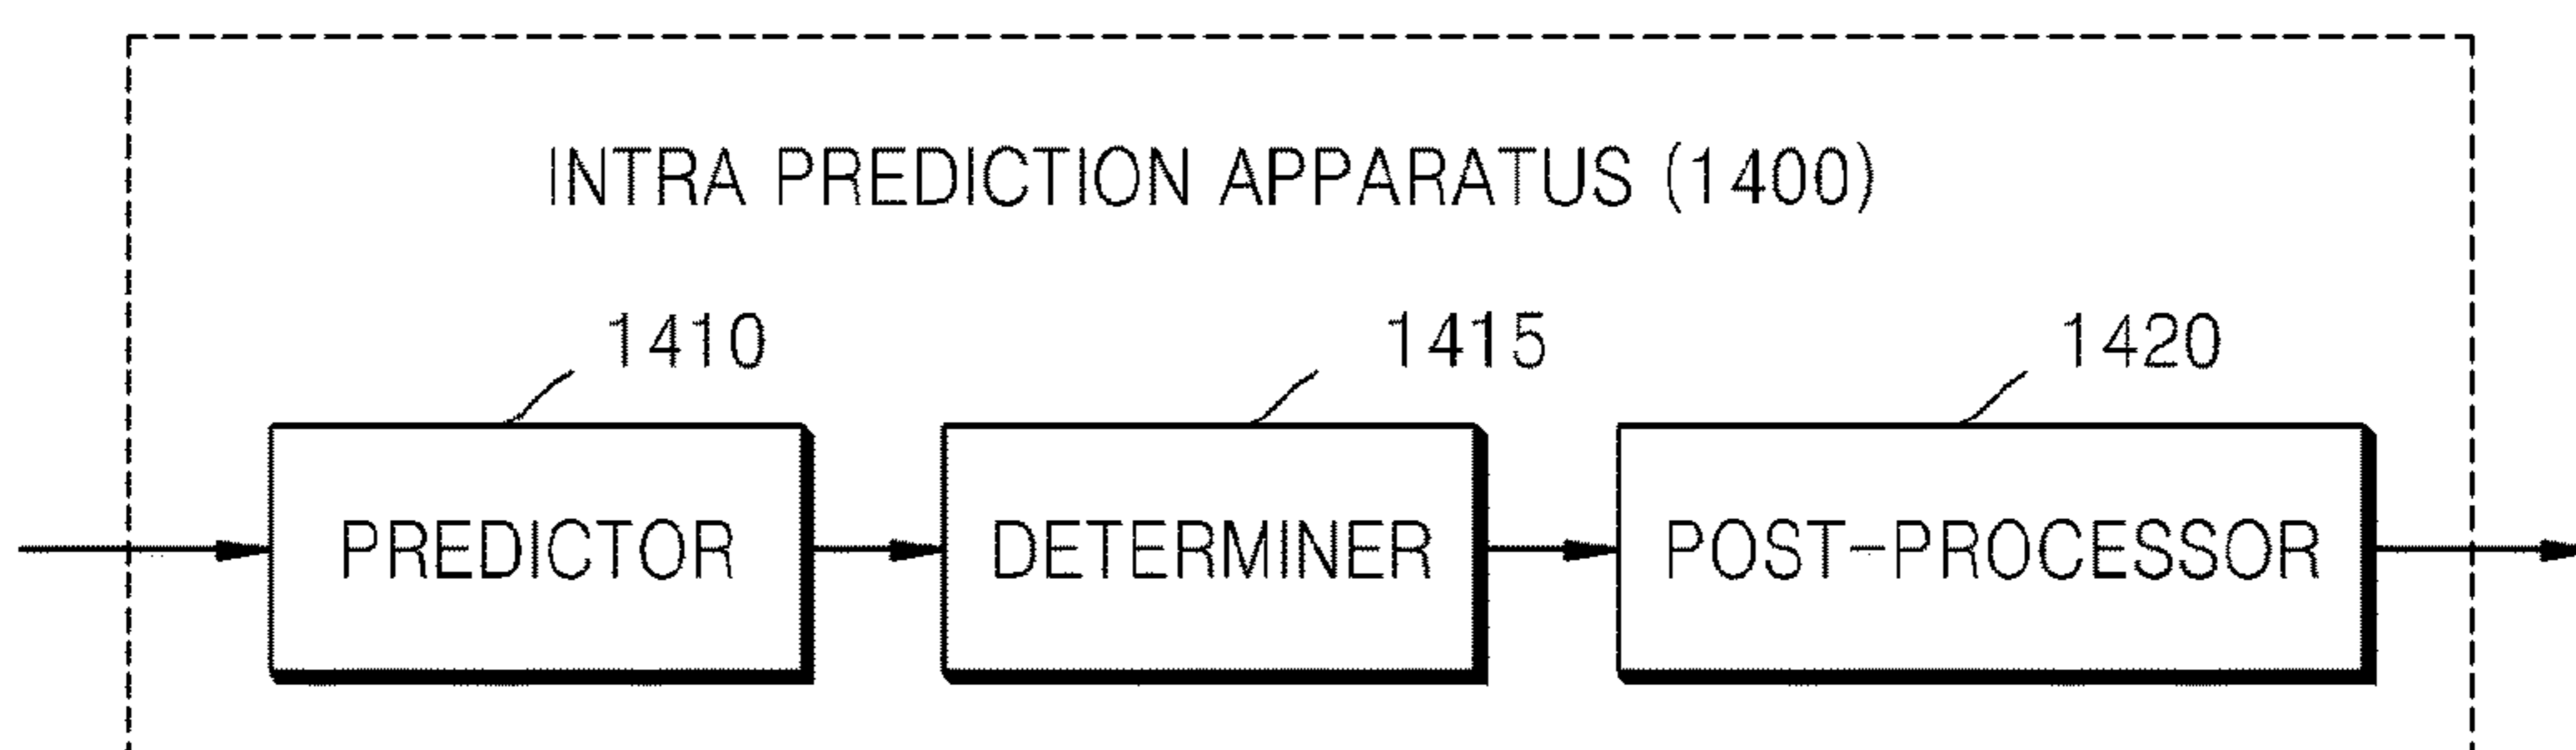 INTRA PREDICTION APPARATUS (1400)
1410 1415 1420
PREDICTOR DETERMINER POST-PROCESSOR